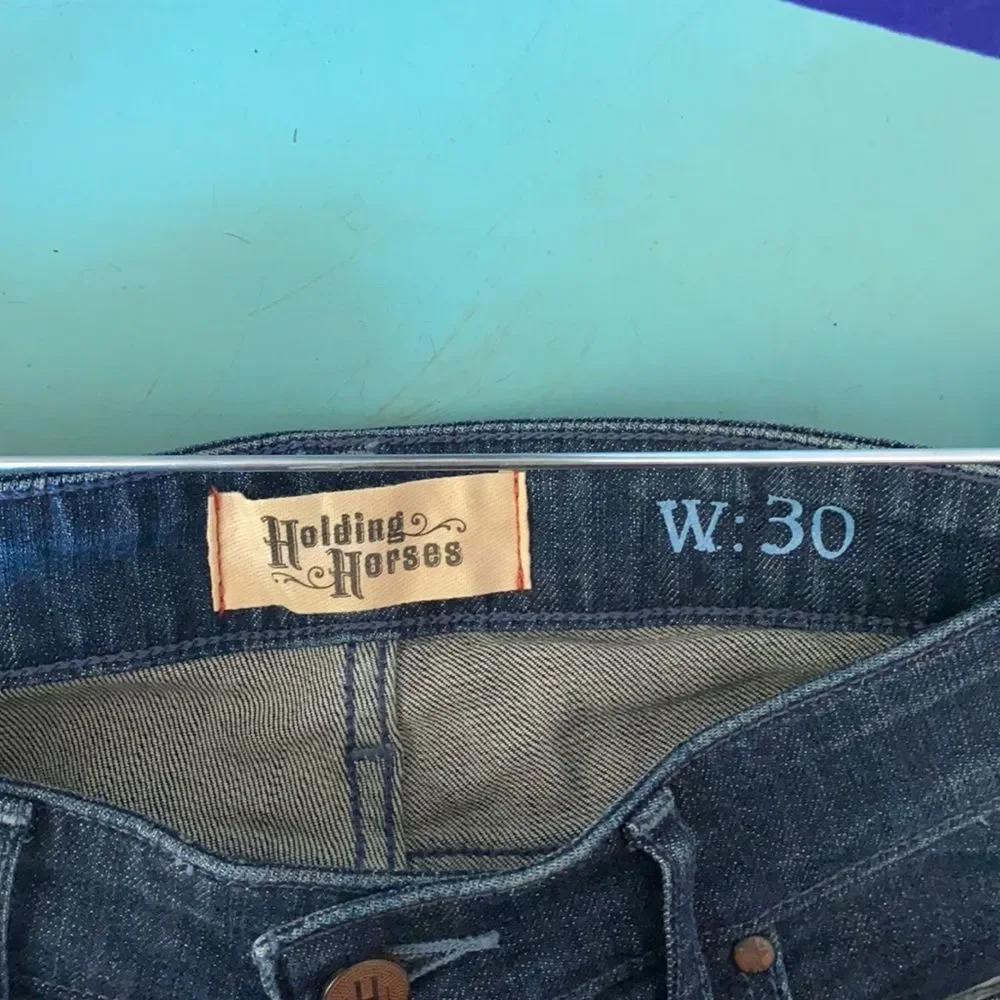 Holding
Horses
W: 30
H